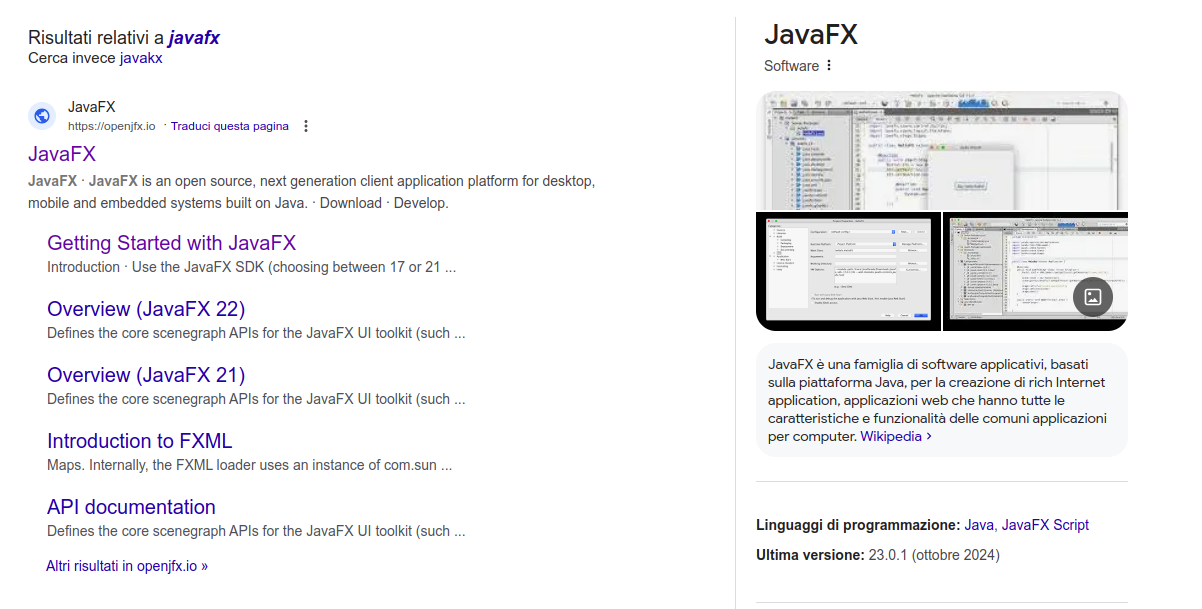 Risultati relativi a javafx
Cerca invece javakx
JavaFX
https://openjfx.io · Traduci questa pagina
JavaFX
JavaFX · JavaFX is an open source, next generation client application platform for desktop,
mobile and embedded systems built on Java. · Download · Develop.
Getting Started with JavaFX
Introduction · Use the JavaFX SDK (choosing between 17 or 21 ...
Overview (JavaFX 22)
Defines the core scenegraph APIs for the JavaFX UI toolkit (such ...
Overview (JavaFX 21)
Defines the core scenegraph APIs for the JavaFX UI toolkit (such ...
Introduction to FXML
Maps. Internally, the FXML loader uses an instance of com.sun ...
API documentation
Defines the core scenegraph APIs for the JavaFX UI toolkit (such ...
Altri risultati in openjfx.io »
JavaFX
Software
JavaFX è una famiglia di software applicativi, basati
sulla piattaforma Java, per la creazione di rich Internet
application, applicazioni web che hanno tutte le
caratteristiche e funzionalità delle comuni applicazioni
per computer. Wikipedia ›
Linguaggi di programmazione: Java, JavaFX Script
Ultima versione: 23.0.1 (ottobre 2024)